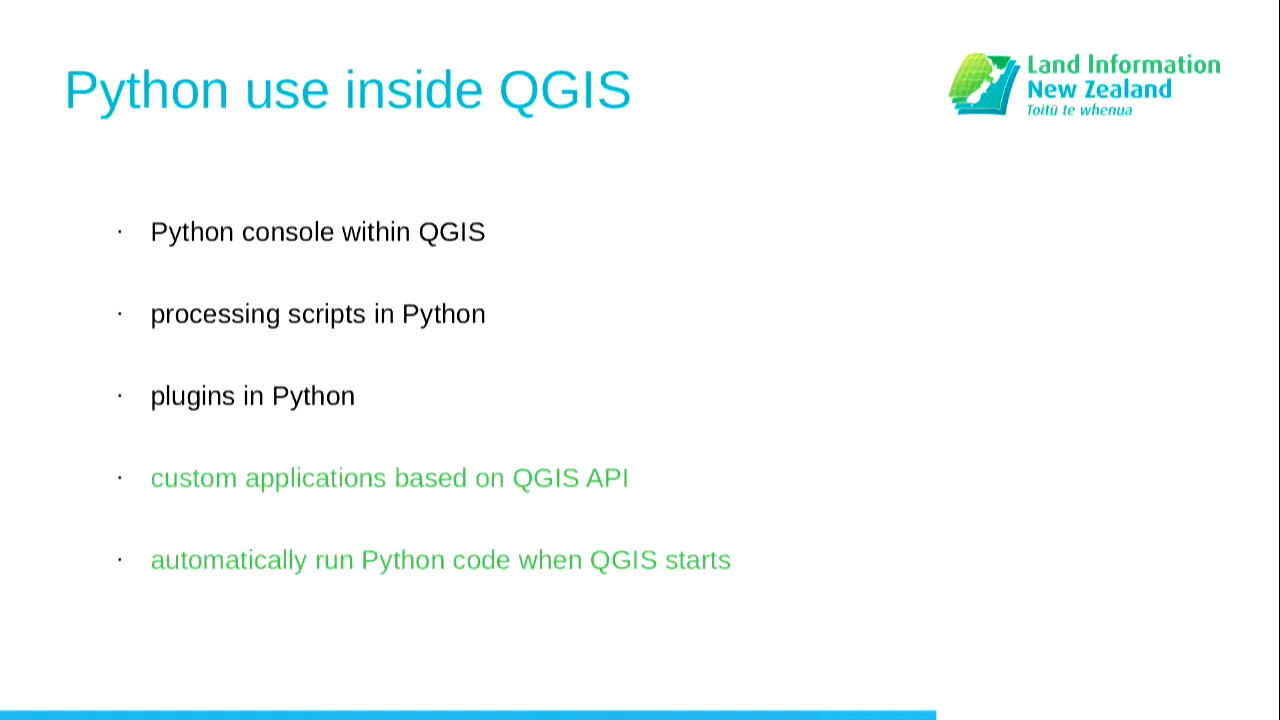 Python use inside QGIS
Land Information
New Zealand
Toitū te whenua
· Python console within QGIS
· processing scripts in Python
· plugins in Python
· custom applications based on QGIS API
· automatically run Python code when QGIS starts